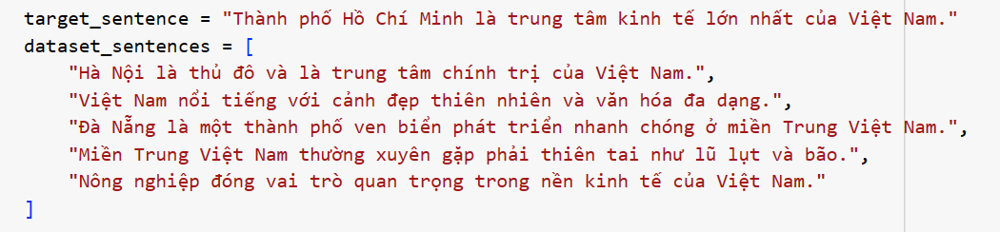 target_sentence = "Thành phố Hồ Chí Minh là trung tâm kinh tế lớn nhất của Việt Nam."
dataset_sentences = [
    "Hà Nội là thủ đô và là trung tâm chính trị của Việt Nam.",
    "Việt Nam nổi tiếng với cảnh đẹp thiên nhiên và văn hóa đa dạng.",
    "Đà Nẵng là một thành phố ven biển phát triển nhanh chóng ở miền Trung Việt Nam.",
    "Miền Trung Việt Nam thường xuyên gặp phải thiên tai như lũ lụt và bão.",
    "Nông nghiệp đóng vai trò quan trọng trong nền kinh tế của Việt Nam."
]